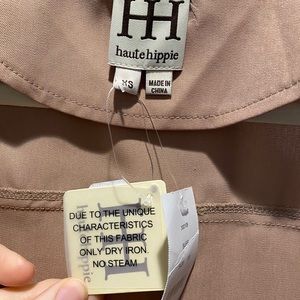 HH
hautehippie
XS
MADE IN
CHINA
DUE TO THE UNIQUE
CHARACTERISTICS
OF THIS FABRIC
ONLY DRY IRON.
NO STEAM